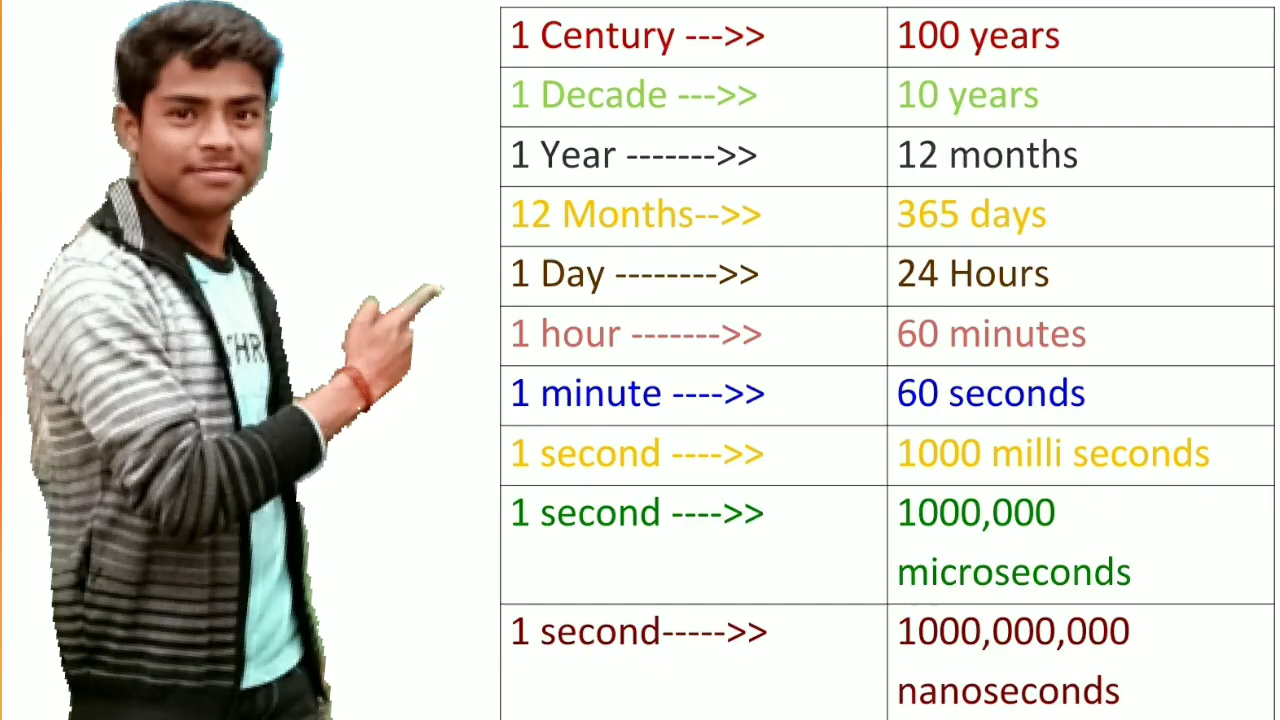 1 Century --->> 100 years
1 Decade --->> 10 years
1 Year ------->> 12 months
12 Months-->> 365 days
1 Day -------->> 24 Hours
1 hour ------->> 60 minutes
1 minute ---->> 60 seconds
1 second ---->> 1000 milli seconds
1 second ---->> 1000,000
microseconds
1 second----->> 1000,000,000
nanoseconds